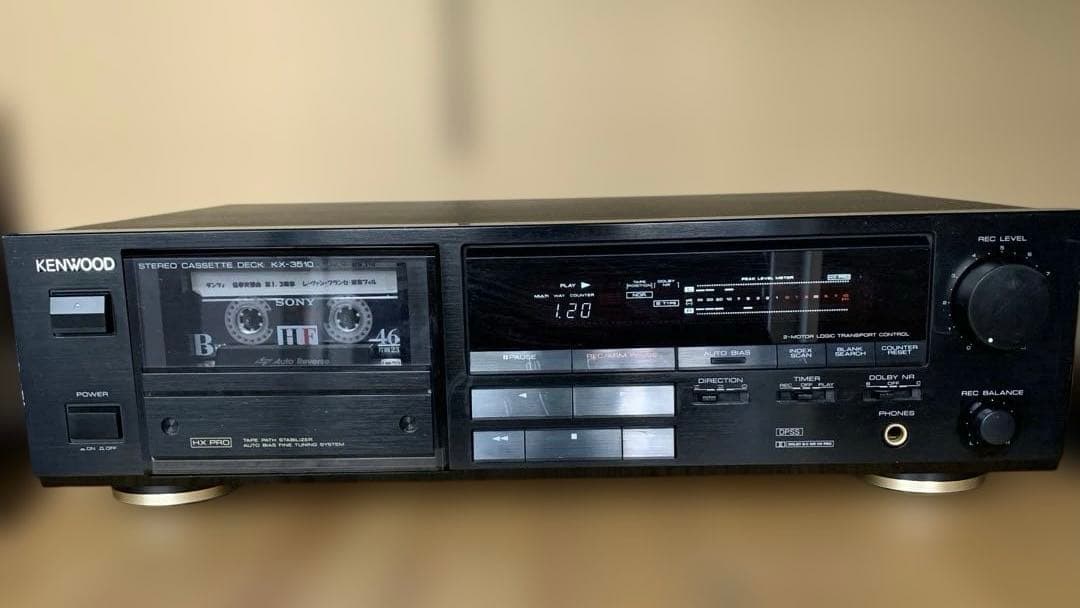 KENWOOD
STEREO CASSETTE DECK KX-3510
SONY
B
HF
46
Auto Reverse
POWER
ON OFF
HX PRO
TAPE PATH STABILIZER
AUTO BIAS FINE TUNING SYSTEM
PLAY
COUNTER
1.20
NOR
B TYPE
PEAK LEVEL METER
2-MOTOR LOGIC TRANSPORT CONTROL
PAUSE
REC/ARM PAUSE
AUTO BIAS
INDEX SCAN
BLANK SEARCH
COUNTER RESET
DIRECTION
TIMER
REC OFF PLAY
DOLBY NR
B OFF C
DPSS
PHONES
REC LEVEL
REC BALANCE